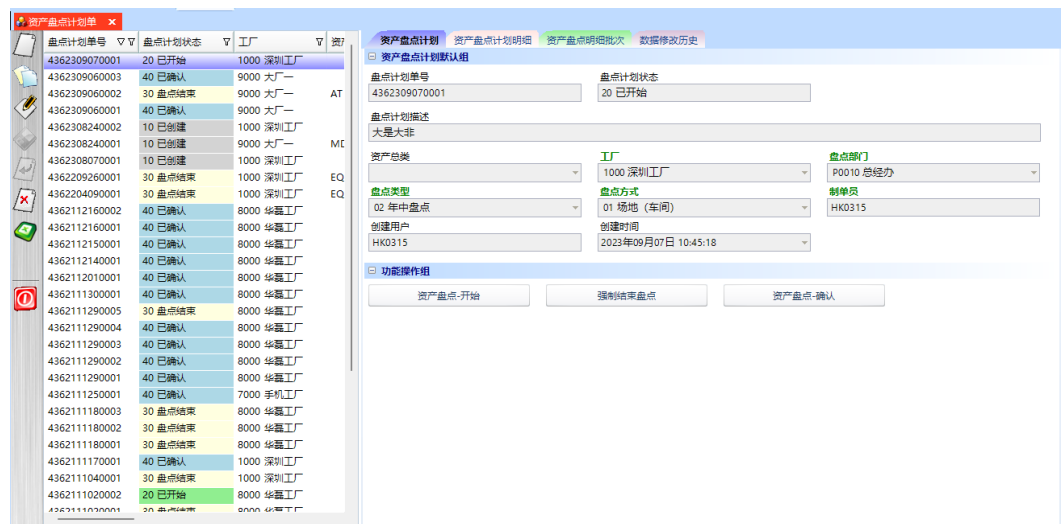 资产盘点计划单 ×
盘点计划单号 盘点计划状态 工厂 资产
4362309070001 20 已开始 1000 深圳工厂
4362309060003 40 已确认 9000 大厂一
4362309060002 30 盘点结束 9000 大厂一 AT
4362309060001 40 已确认 9000 大厂一
4362308240002 10 已创建 1000 深圳工厂
4362308240001 10 已创建 9000 大厂一
4362308070001 10 已创建 1000 深圳工厂
4362209260001 30 盘点结束 1000 深圳工厂 EQ
4362204090001 30 盘点结束 1000 深圳工厂 EQ
4362112160002 40 已确认 8000 华磊工厂
4362112160001 40 已确认 8000 华磊工厂
4362112150001 40 已确认 8000 华磊工厂
4362112140001 40 已确认 8000 华磊工厂
4362112010001 40 已确认 8000 华磊工厂
4362111300001 40 已确认 8000 华磊工厂
4362111290005 30 盘点结束 8000 华磊工厂
4362111290004 40 已确认 8000 华磊工厂
4362111290003 40 已确认 8000 华磊工厂
4362111290002 40 已确认 8000 华磊工厂
4362111290001 40 已确认 8000 华磊工厂
4362111250001 40 已确认 7000 手机工厂
4362111180003 30 盘点结束 8000 华磊工厂
4362111180002 30 盘点结束 8000 华磊工厂
4362111180001 30 盘点结束 8000 华磊工厂
4362111170001 40 已确认 1000 深圳工厂
4362111040001 30 盘点结束 1000 深圳工厂
4362111020002 20 已开始 8000 华磊工厂
4362111020001 30 盘点结束 8000 华磊工厂
资产盘点计划 资产盘点计划明细 资产盘点明细批次 数据修改历史
资产盘点计划默认组
盘点计划单号 盘点计划状态
4362309070001 20 已开始
盘点计划描述
大是大非
资产总类 工厂 盘点部门
1000 深圳工厂 P0010 总经办
盘点类型 盘点方式 制单员
02 年中盘点 01 场地（车间） HK0315
创建用户 创建时间
HK0315 2023年09月07日 10:45:18
功能操作组
资产盘点-开始 强制结束盘点 资产盘点-确认